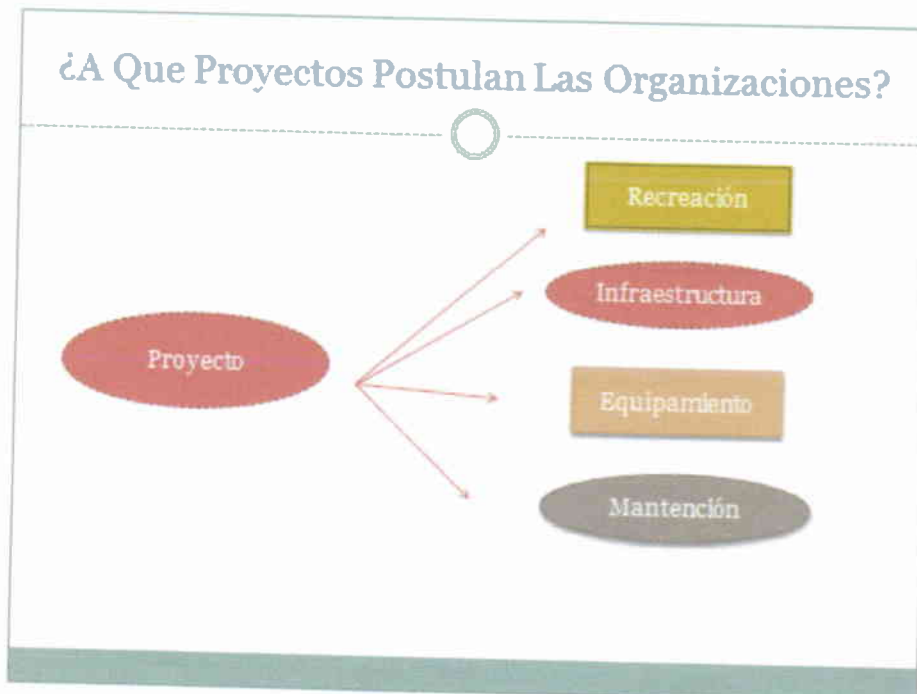 ¿A Que Proyectos Postulan Las Organizaciones?
Recreación
Infraestructura
Proyecto
Equipamiento
Mantención